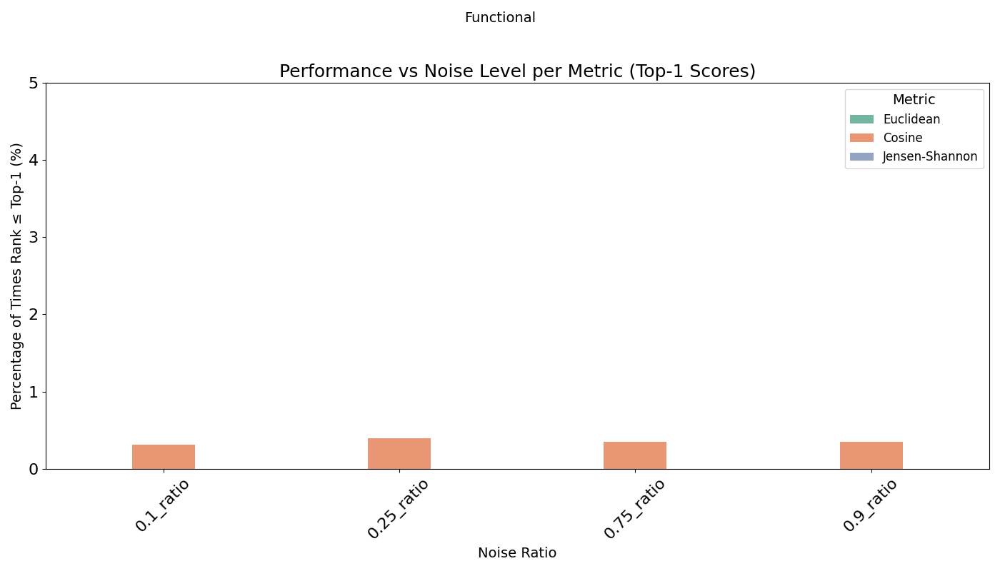 Functional
Performance vs Noise Level per Metric (Top-1 Scores)
Percentage of Times Rank ≤ Top-1 (%)
5
4
3
2
1
0
Metric
Euclidean
Cosine
Jensen-Shannon
0.1_ratio
0.25_ratio
0.75_ratio
0.9_ratio
Noise Ratio